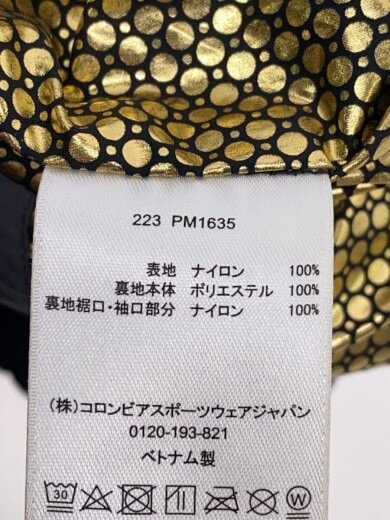 223 PM1635
表地 ナイロン 100%
裏地本体 ポリエステル 100%
裏地裾口・袖口部分 ナイロン 100%
(株)コロンビアスポーツウェアジャパン
0120-193-821
ベトナム製
30 W